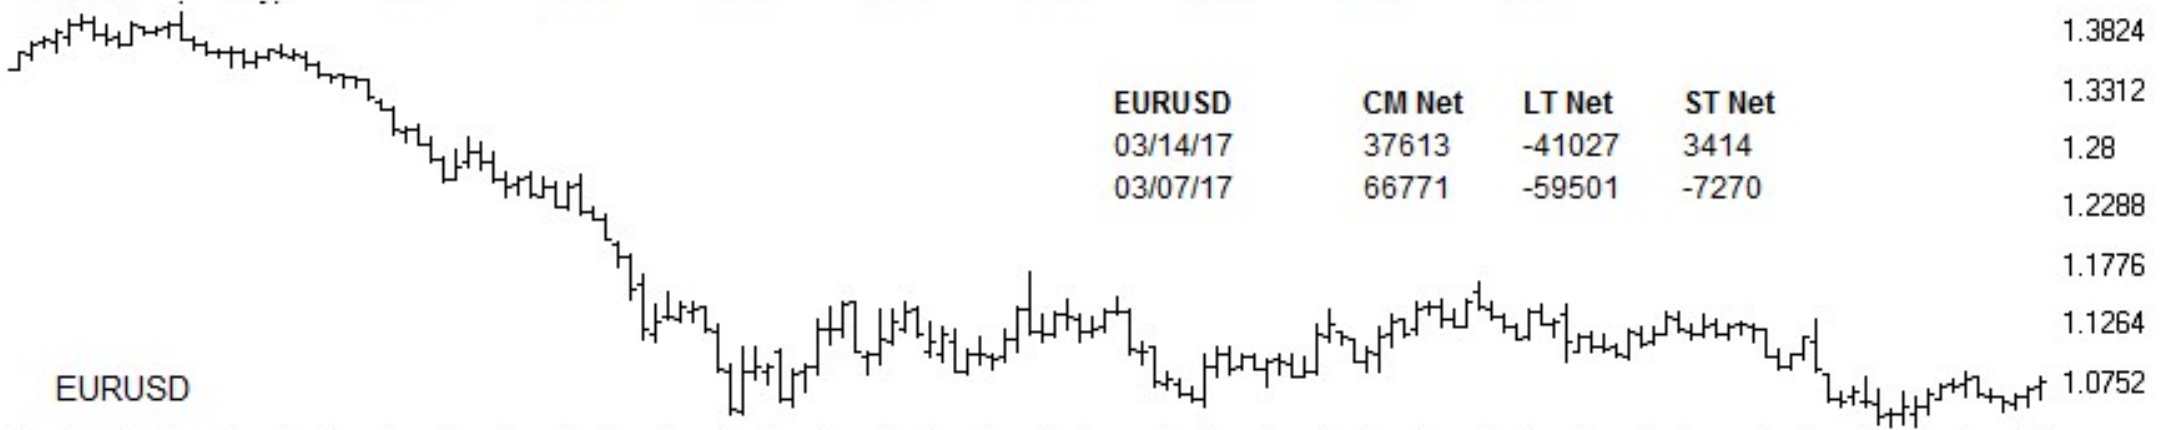 1.3824
EURUSD CM Net LT Net ST Net
1.3312
03/14/17 37613 -41027 3414
1.28
03/07/17 66771 -59501 -7270
1.2288
1.1776
1.1264
EURUSD
1.0752